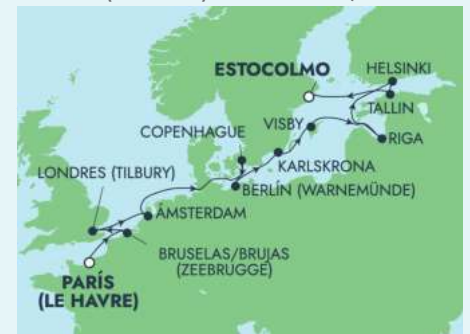 ESTOCOLMO
HELSINKI
TALLIN
COPENHAGUE
VISBY
RIGA
KARLSKRONA
LONDRES (TILBURY)
BERLÍN (WARNEMÜNDE)
ÁMSTERDAM
BRUSELAS/BRUJAS
(ZEEBRUGGE)
PARÍS
(LE HAVRE)